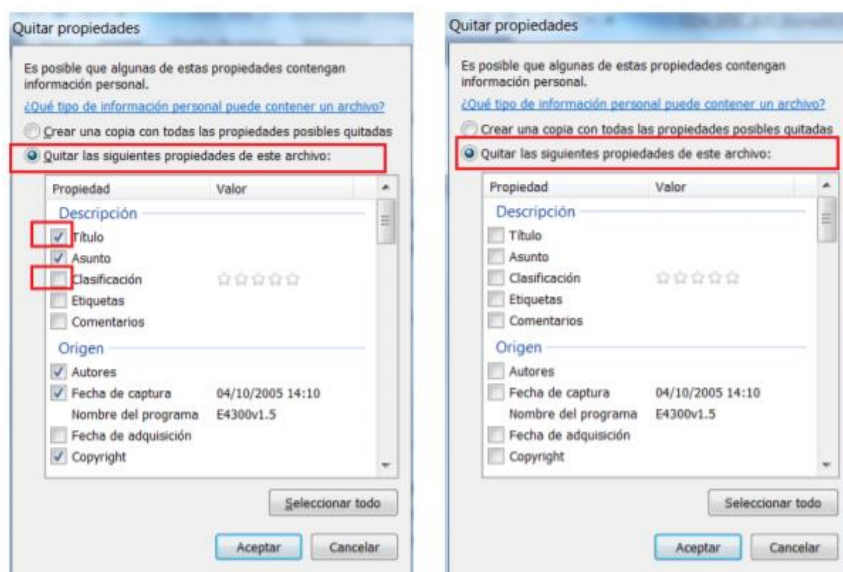 Quitar propiedades
Es posible que algunas de estas propiedades contengan
información personal.
¿Qué tipo de información personal puede contener un archivo?
Crear una copia con todas las propiedades posibles quitadas
Quitar las siguientes propiedades de este archivo:
Propiedad Valor
Descripción
Título
Asunto
Clasificación
Etiquetas
Comentarios
Origen
Autores
Fecha de captura 04/10/2005 14:10
Nombre del programa E4300v1.5
Fecha de adquisición
Copyright
Seleccionar todo
Aceptar Cancelar
Quitar propiedades
Es posible que algunas de estas propiedades contengan
información personal.
¿Qué tipo de información personal puede contener un archivo?
Crear una copia con todas las propiedades posibles quitadas
Quitar las siguientes propiedades de este archivo:
Propiedad Valor
Descripción
Título
Asunto
Clasificación
Etiquetas
Comentarios
Origen
Autores
Fecha de captura 04/10/2005 14:10
Nombre del programa E4300v1.5
Fecha de adquisición
Copyright
Seleccionar todo
Aceptar Cancelar